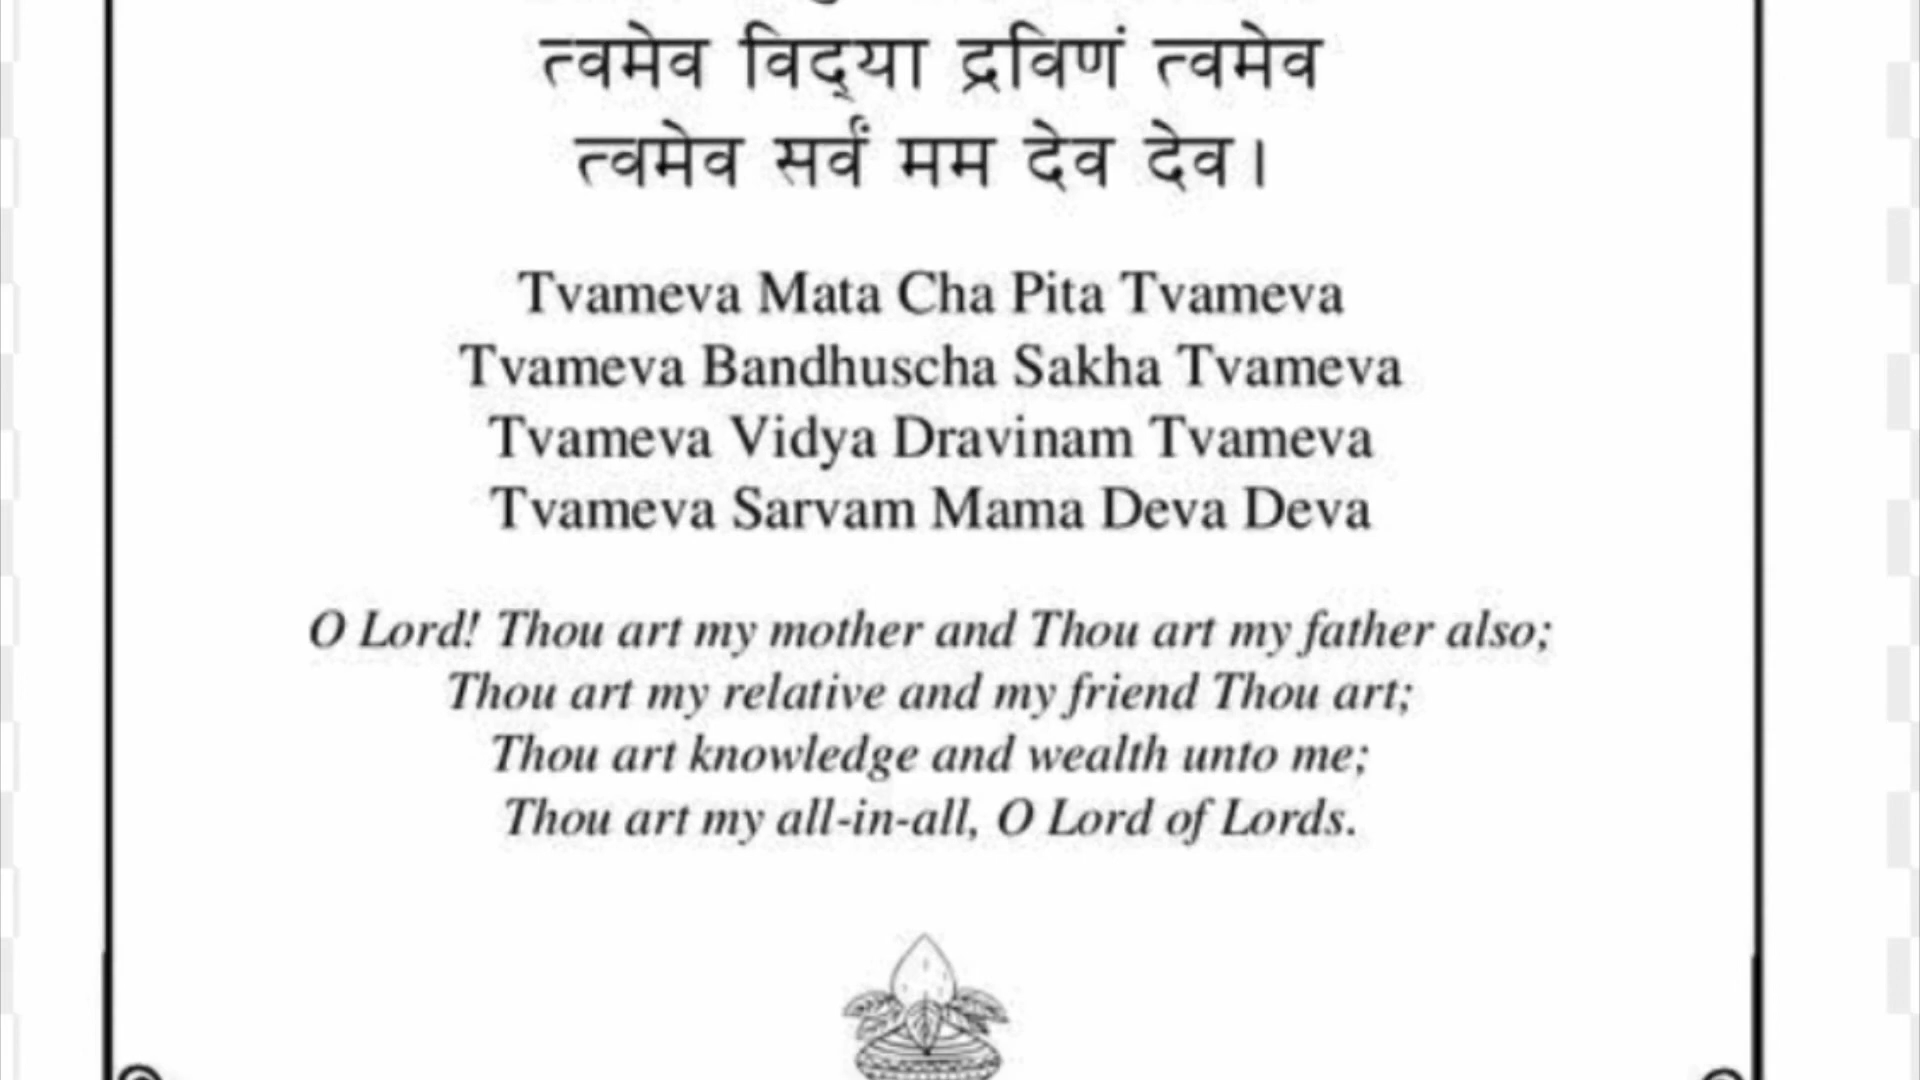 त्वमेव विद्‌या द्रविणं त्वमेव
त्वमेव सर्वं मम देव देव।
Tvameva Mata Cha Pita Tvameva
Tvameva Bandhuscha Sakha Tvameva
Tvameva Vidya Dravinam Tvameva
Tvameva Sarvam Mama Deva Deva
O Lord! Thou art my mother and Thou art my father also;
Thou art my relative and my friend Thou art;
Thou art knowledge and wealth unto me;
Thou art my all-in-all, O Lord of Lords.